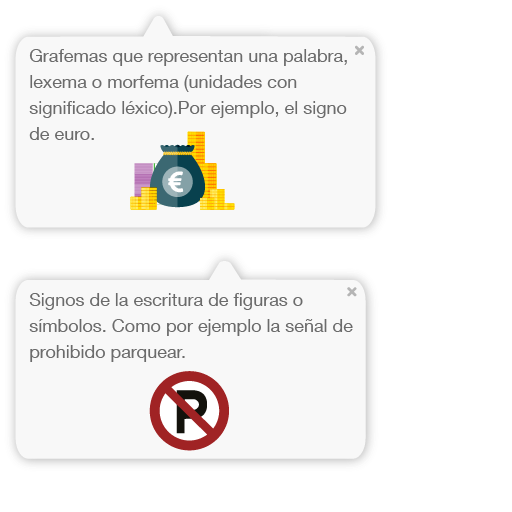 Grafemas que representan una palabra,
lexema o morfema (unidades con
significado léxico).Por ejemplo, el signo
de euro.
€
Signos de la escritura de figuras o
símbolos. Como por ejemplo la señal de
prohibido parquear.
P